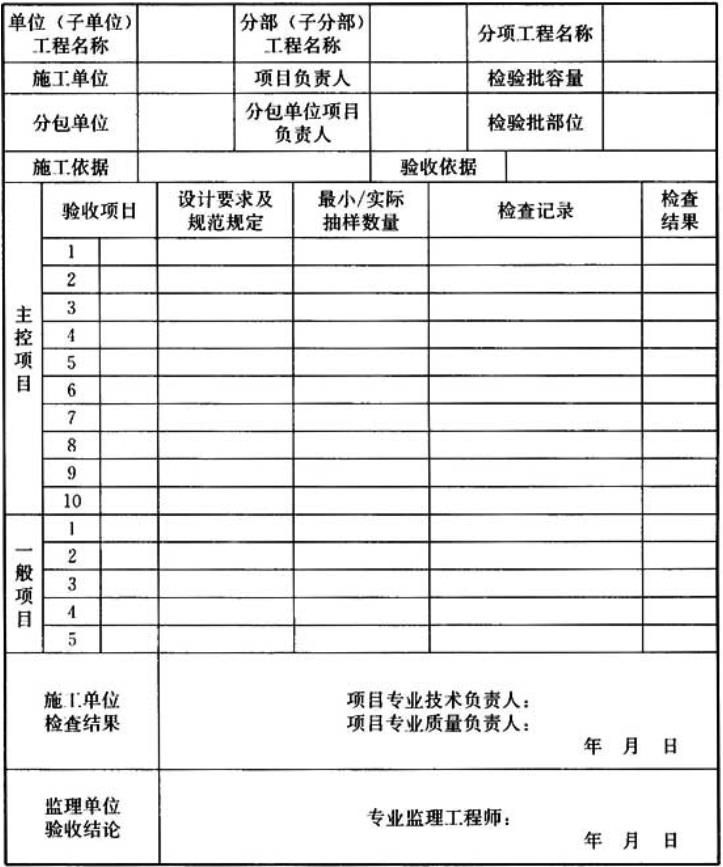 单位（子单位）
工程名称
分部（子分部）
工程名称
分项工程名称
施工单位
项目负责人
检验批容量
分包单位
分包单位项目
负责人
检验批部位
施工依据
验收依据
主控项目
验收项目
设计要求及
规范规定
最小/实际
抽样数量
检查记录
检查
结果
1
2
3
4
5
6
7
8
9
10
一般项目
1
2
3
4
5
施工单位
检查结果
项目专业技术负责人：
项目专业质量负责人：
年 月 日
监理单位
验收结论
专业监理工程师：
年 月 日